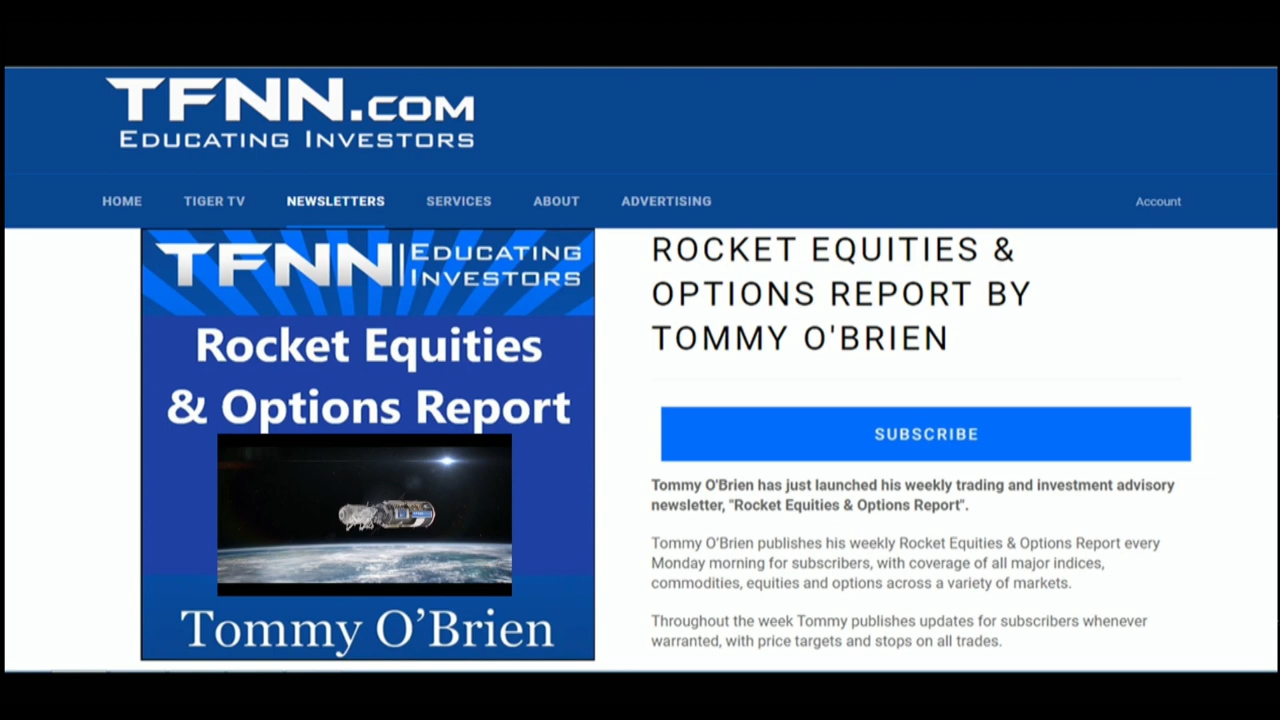 TFNN.COM
EDUCATING INVESTORS
HOME TIGER TV NEWSLETTERS SERVICES ABOUT ADVERTISING Account
TFNN | EDUCATING INVESTORS
Rocket Equities
& Options Report
Tommy O’Brien
ROCKET EQUITIES &
OPTIONS REPORT BY
TOMMY O'BRIEN
SUBSCRIBE
Tommy O'Brien has just launched his weekly trading and investment advisory
newsletter, "Rocket Equities & Options Report".
Tommy O’Brien publishes his weekly Rocket Equities & Options Report every
Monday morning for subscribers, with coverage of all major indices,
commodities, equities and options across a variety of markets.
Throughout the week Tommy publishes updates for subscribers whenever
warranted, with price targets and stops on all trades.